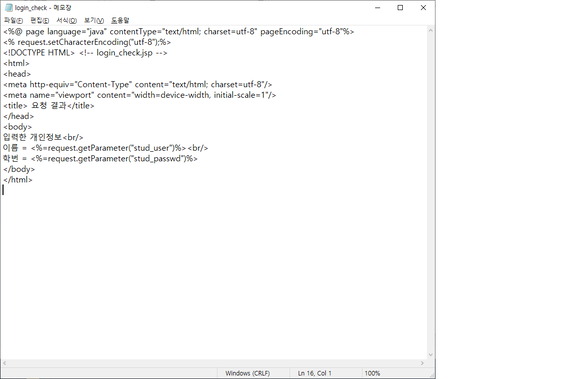 login_check - 메모장
파일(F) 편집(E) 서식(O) 보기(V) 도움말
<%@ page language="java" contentType="text/html; charset=utf-8" pageEncoding="utf-8"%>
<% request.setCharacterEncoding("utf-8");%>
<!DOCTYPE HTML> <!-- login_check.jsp -->
<html>
<head>
<meta http-equiv="Content-Type" content="text/html; charset=utf-8"/>
<meta name="viewport" content="width=device-width, initial-scale=1"/>
<title> 요청 결과</title>
</head>
<body>
입력한 개인정보<br/>
이름 = <%=request.getParameter("stud_user")%><br/>
학번 = <%=request.getParameter("stud_passwd")%>
</body>
</html>
Windows (CRLF) Ln 16, Col 1 100%